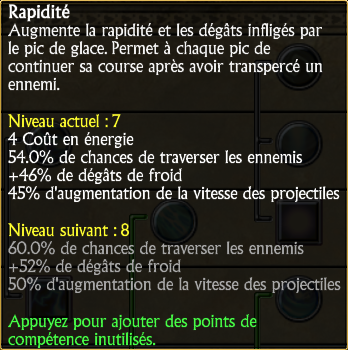 Rapidité
Augmente la rapidité et les dégâts infligés par
le pic de glace. Permet à chaque pic de
continuer sa course après avoir transpercé un
ennemi.
Niveau actuel : 7
4 Coût en énergie
54.0% de chances de traverser les ennemis
+46% de dégâts de froid
45% d'augmentation de la vitesse des projectiles
Niveau suivant : 8
60.0% de chances de traverser les ennemis
+52% de dégâts de froid
50% d'augmentation de la vitesse des projectiles
Appuyez pour ajouter des points de
compétence inutilisés.